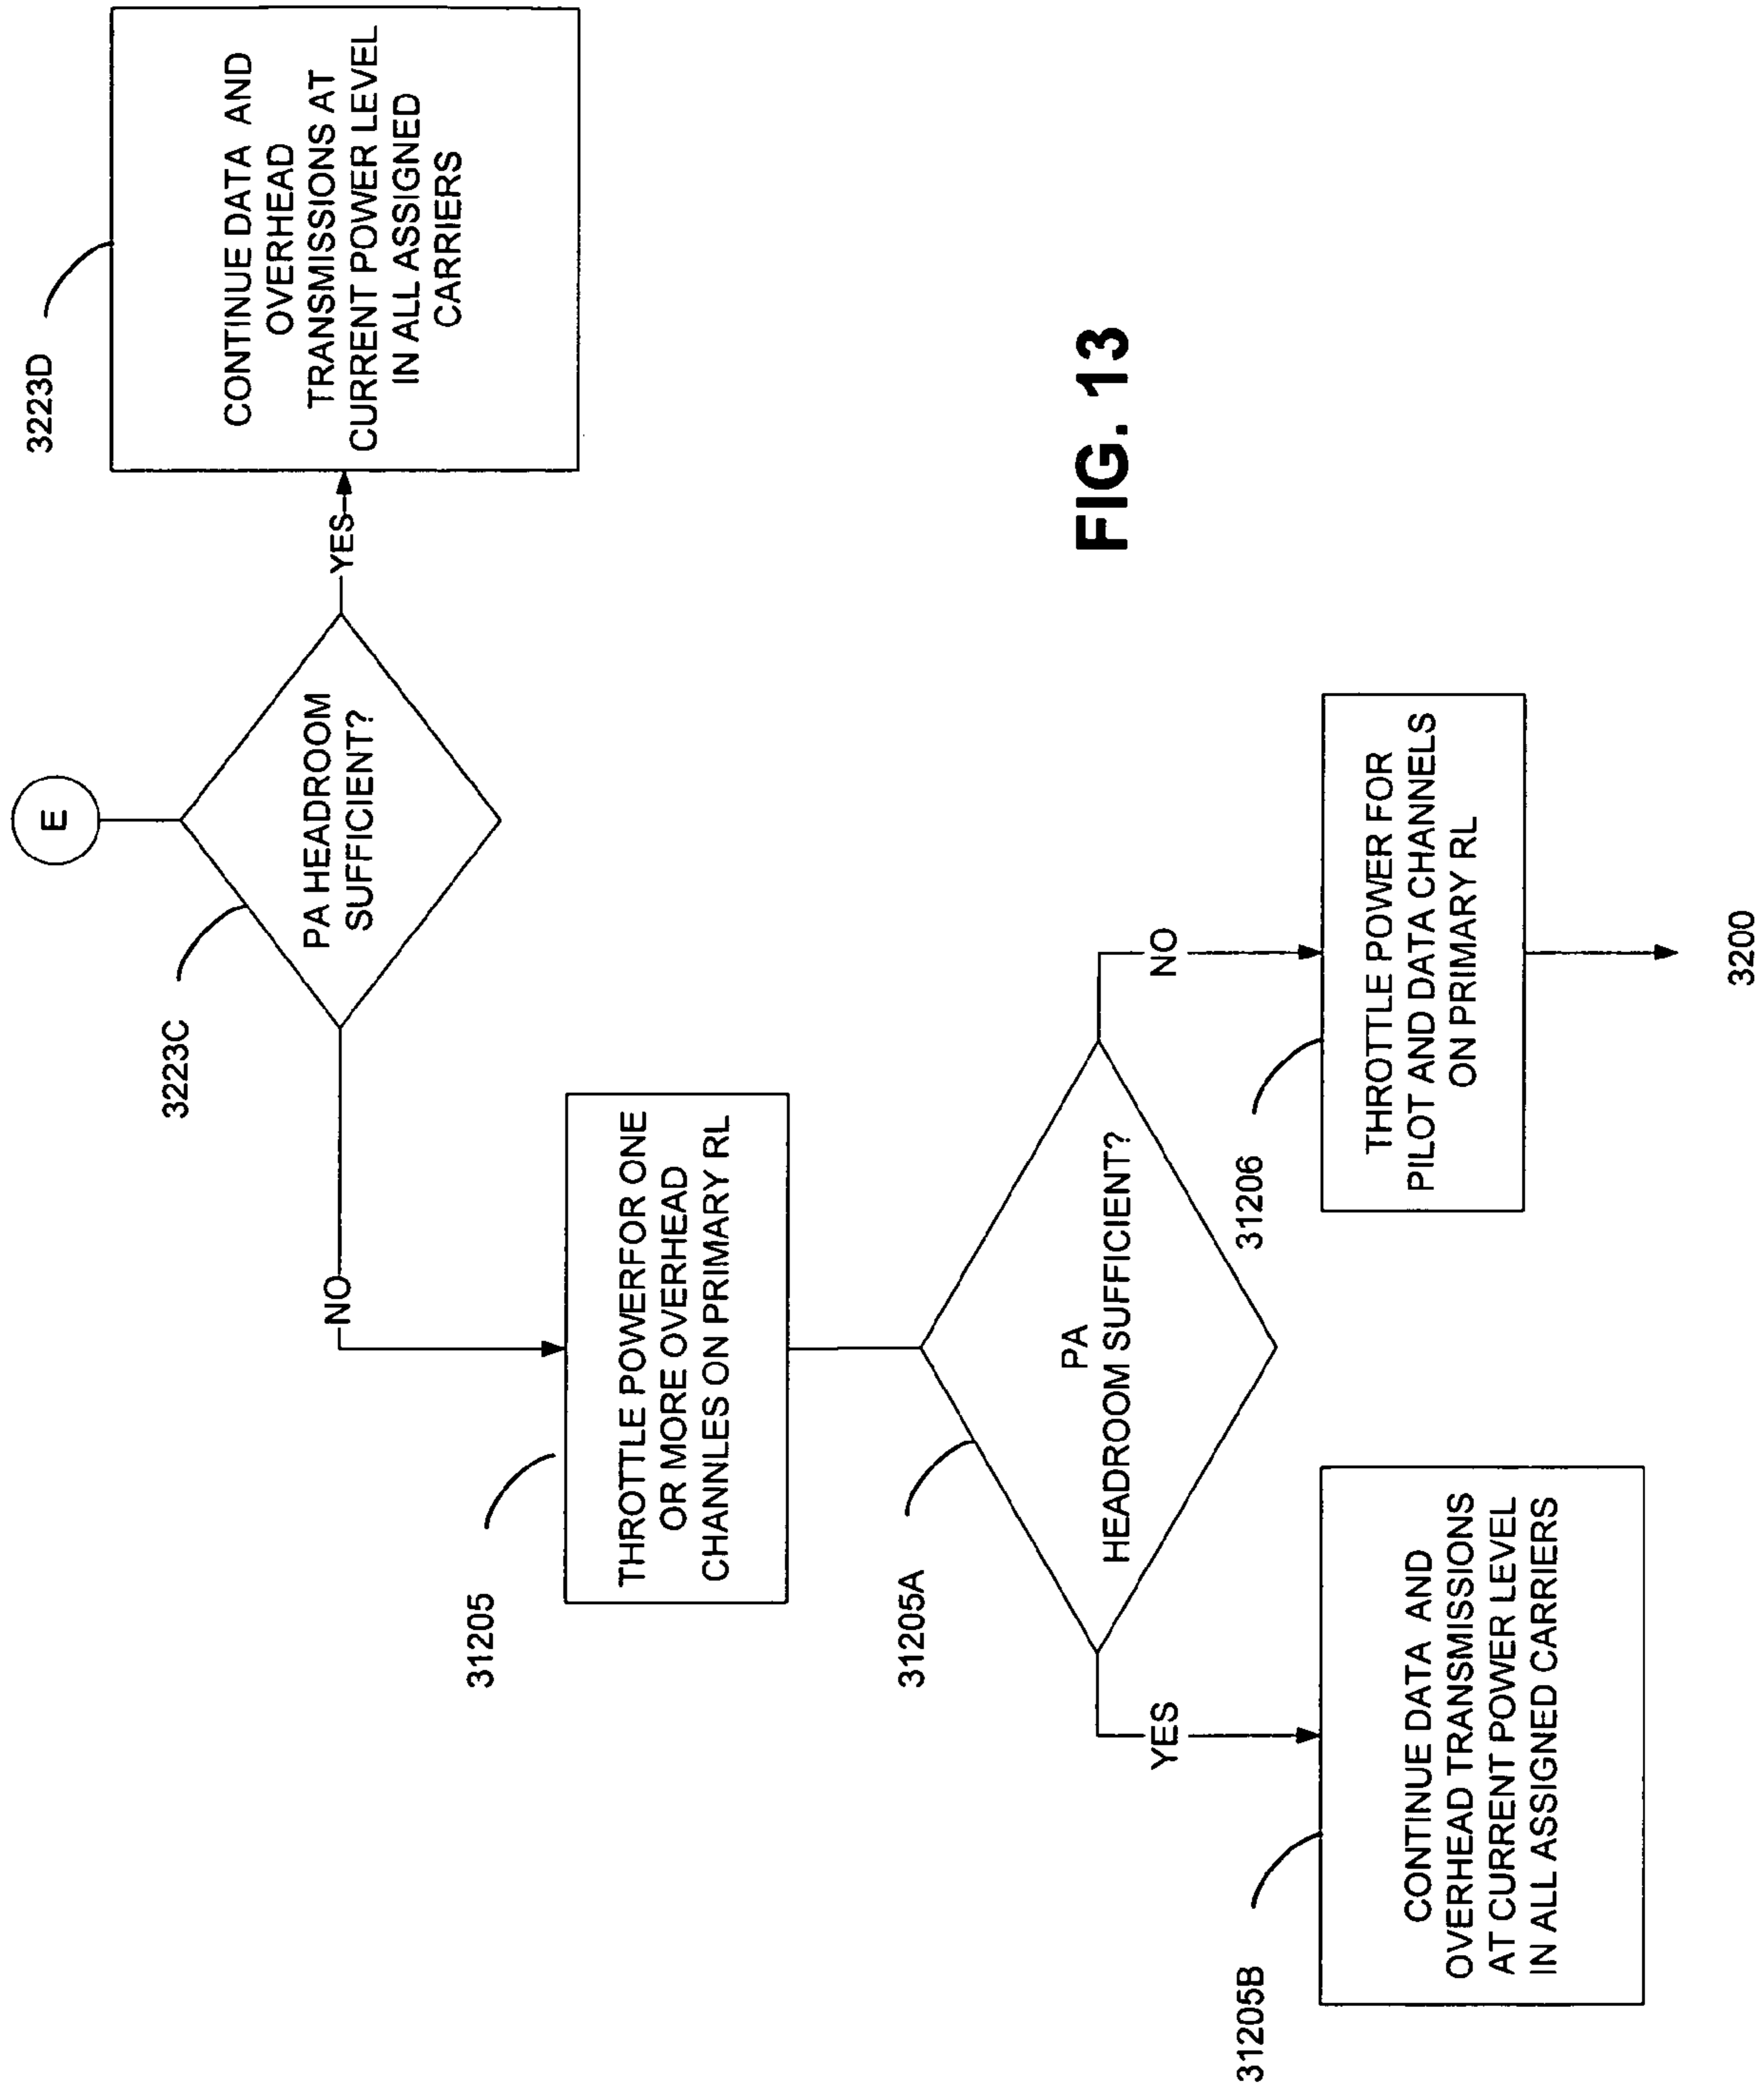 E
3223C
PA HEADROOM
SUFFICIENT?
YES
3223D
CONTINUE DATA AND
OVERHEAD
TRANSMISSIONS AT
CURRENT POWER LEVEL
IN ALL ASSIGNED
CARRIERS
NO
31205
THROTTLE POWERFOR ONE
OR MORE OVERHEAD
CHANNLES ON PRIMARY RL
31205A
PA
HEADROOM SUFFICIENT?
YES
31205B
CONTINUE DATA AND
OVERHEAD TRANSMISSIONS
AT CURRENT POWER LEVEL
IN ALL ASSIGNED CARRIERS
NO
31206
THROTTLE POWER FOR
PILOT AND DATA CHANNELS
ON PRIMARY RL
3200
FIG. 13